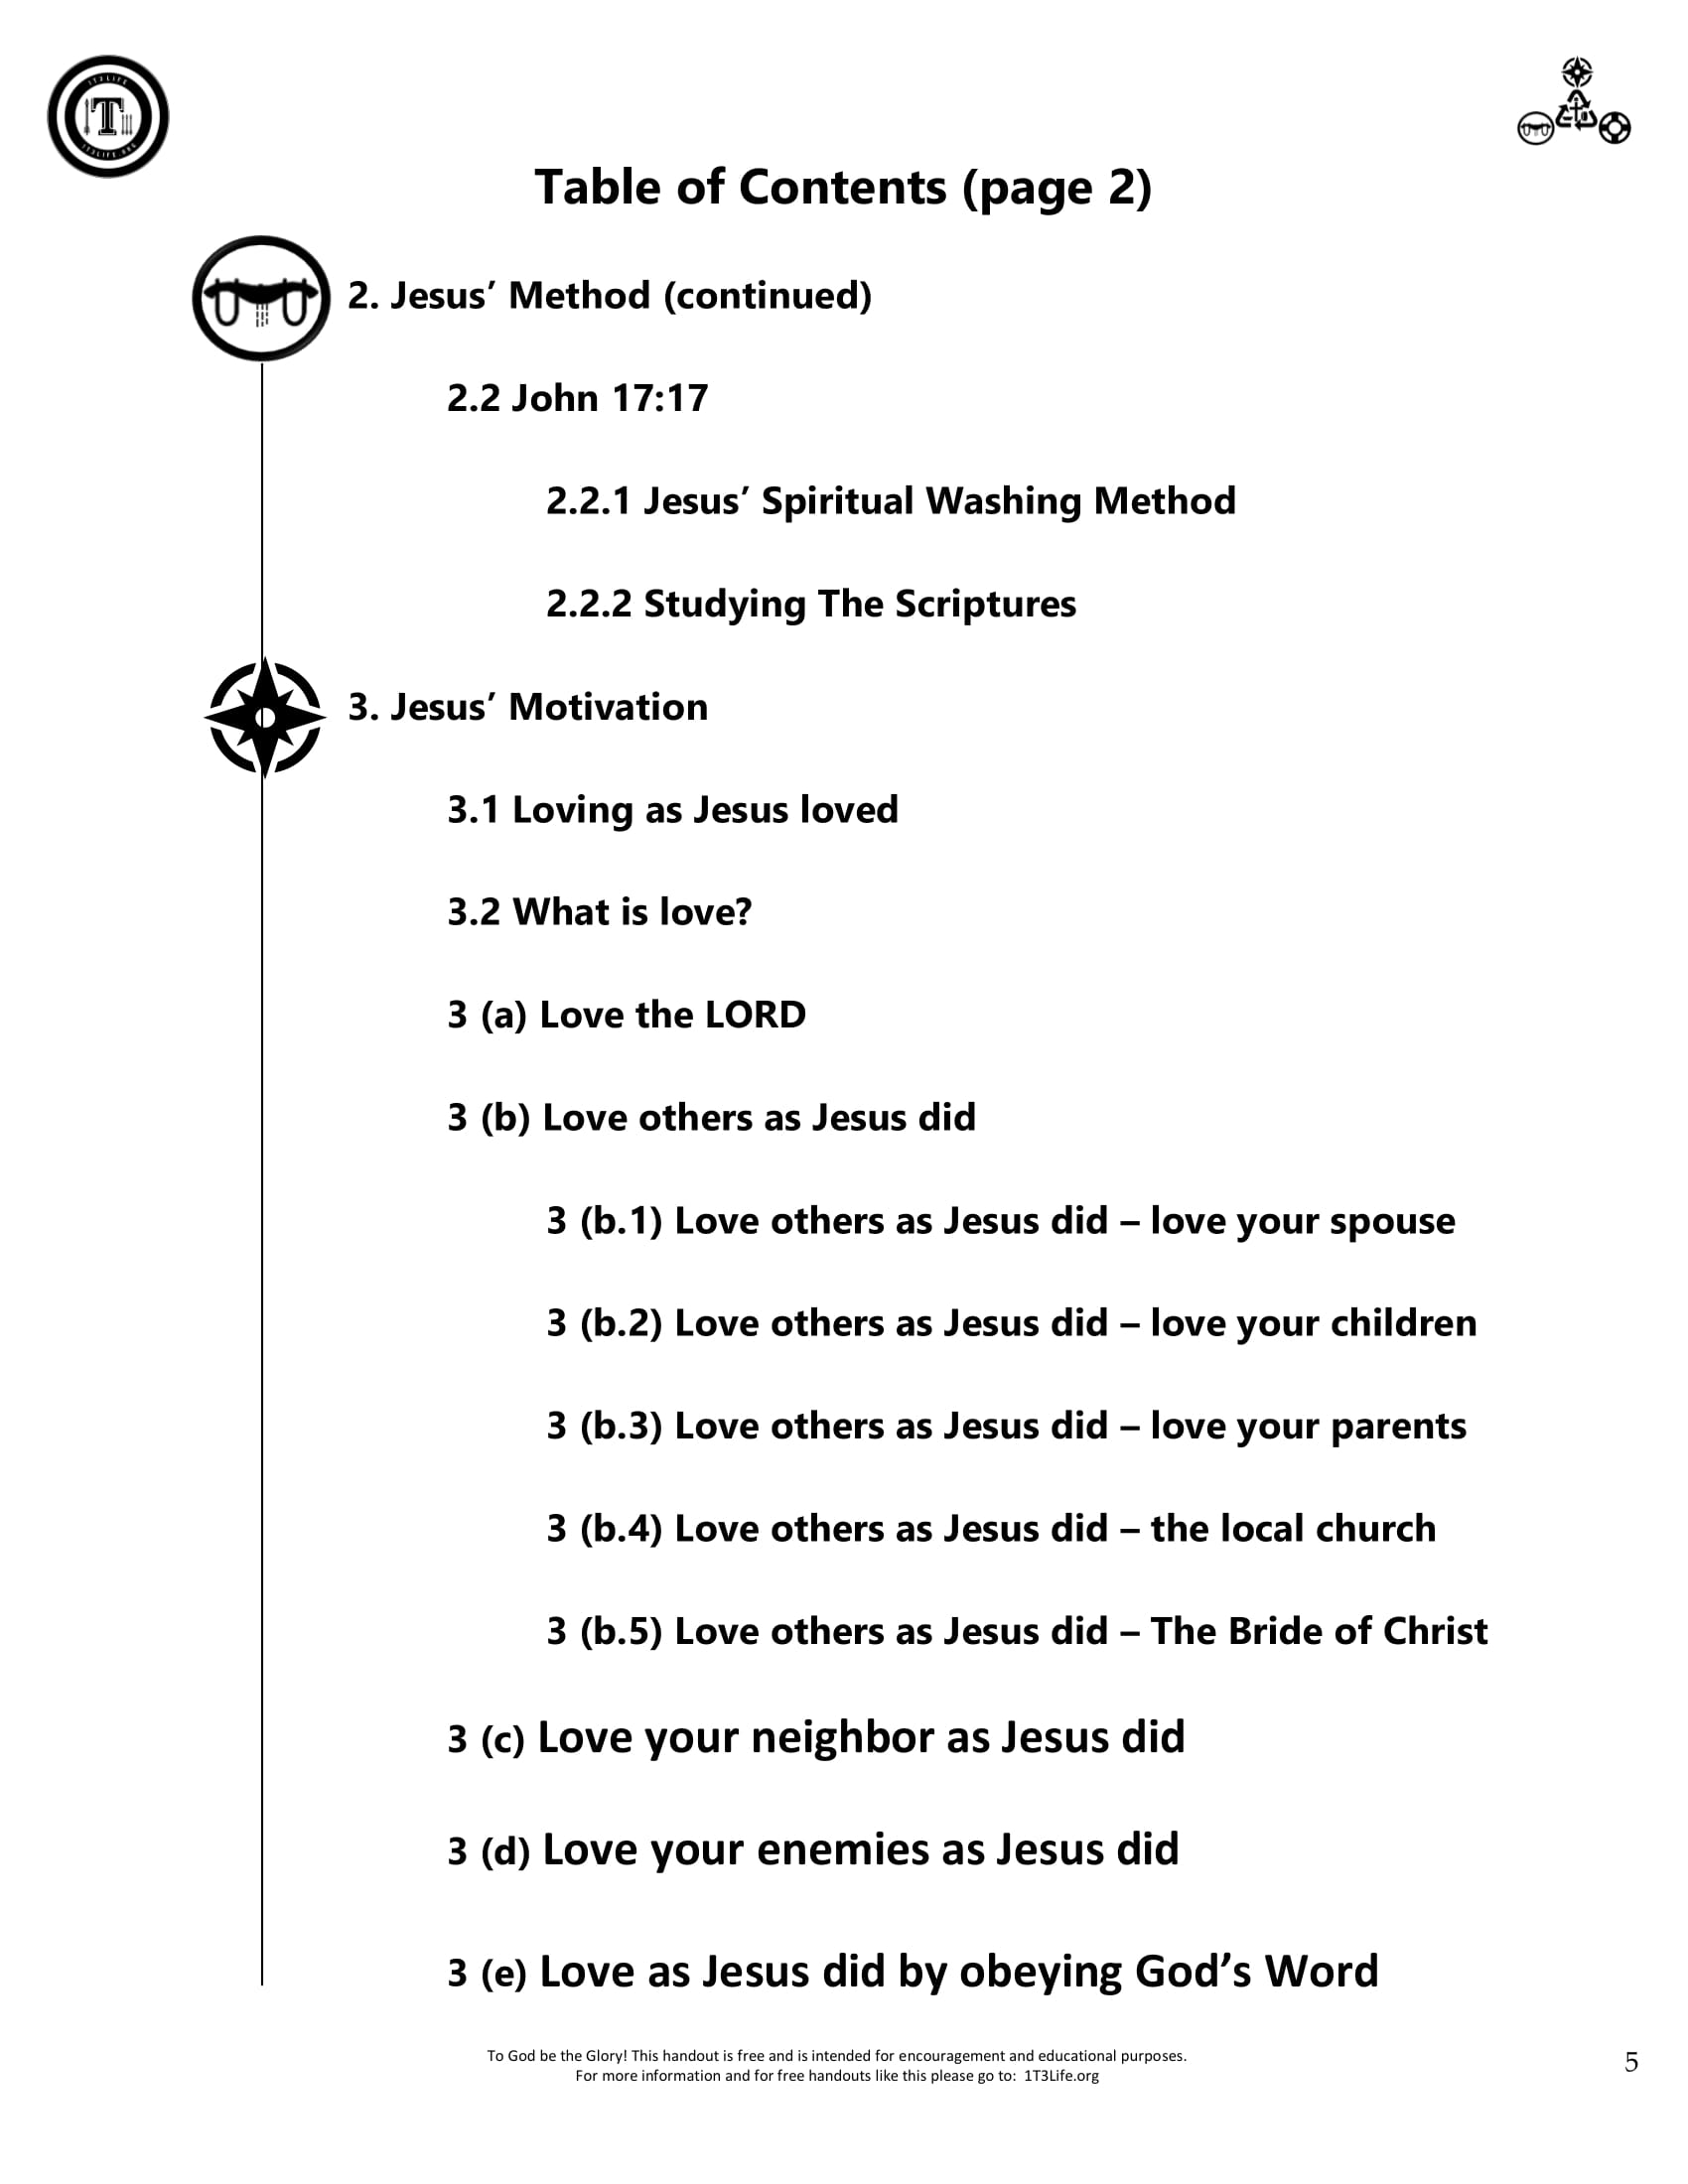 1T3LIFE
T
1T3LIFE.ORG
Table of Contents (page 2)
2. Jesus’ Method (continued)
2.2 John 17:17
2.2.1 Jesus’ Spiritual Washing Method
2.2.2 Studying The Scriptures
3. Jesus’ Motivation
3.1 Loving as Jesus loved
3.2 What is love?
3 (a) Love the LORD
3 (b) Love others as Jesus did
3 (b.1) Love others as Jesus did – love your spouse
3 (b.2) Love others as Jesus did – love your children
3 (b.3) Love others as Jesus did – love your parents
3 (b.4) Love others as Jesus did – the local church
3 (b.5) Love others as Jesus did – The Bride of Christ
3 (c) Love your neighbor as Jesus did
3 (d) Love your enemies as Jesus did
3 (e) Love as Jesus did by obeying God’s Word
To God be the Glory! This handout is free and is intended for encouragement and educational purposes.
For more information and for free handouts like this please go to: 1T3Life.org
5